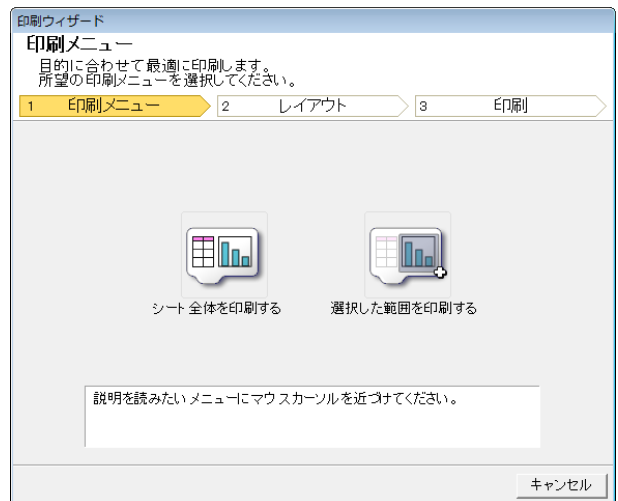 印刷ウィザード
印刷メニュー
目的に合わせて最適に印刷します。
所望の印刷メニューを選択してください。
1 印刷メニュー 2 レイアウト 3 印刷
シート全体を印刷する 選択した範囲を印刷する
説明を読みたいメニューにマウスカーソルを近づけてください。
キャンセル